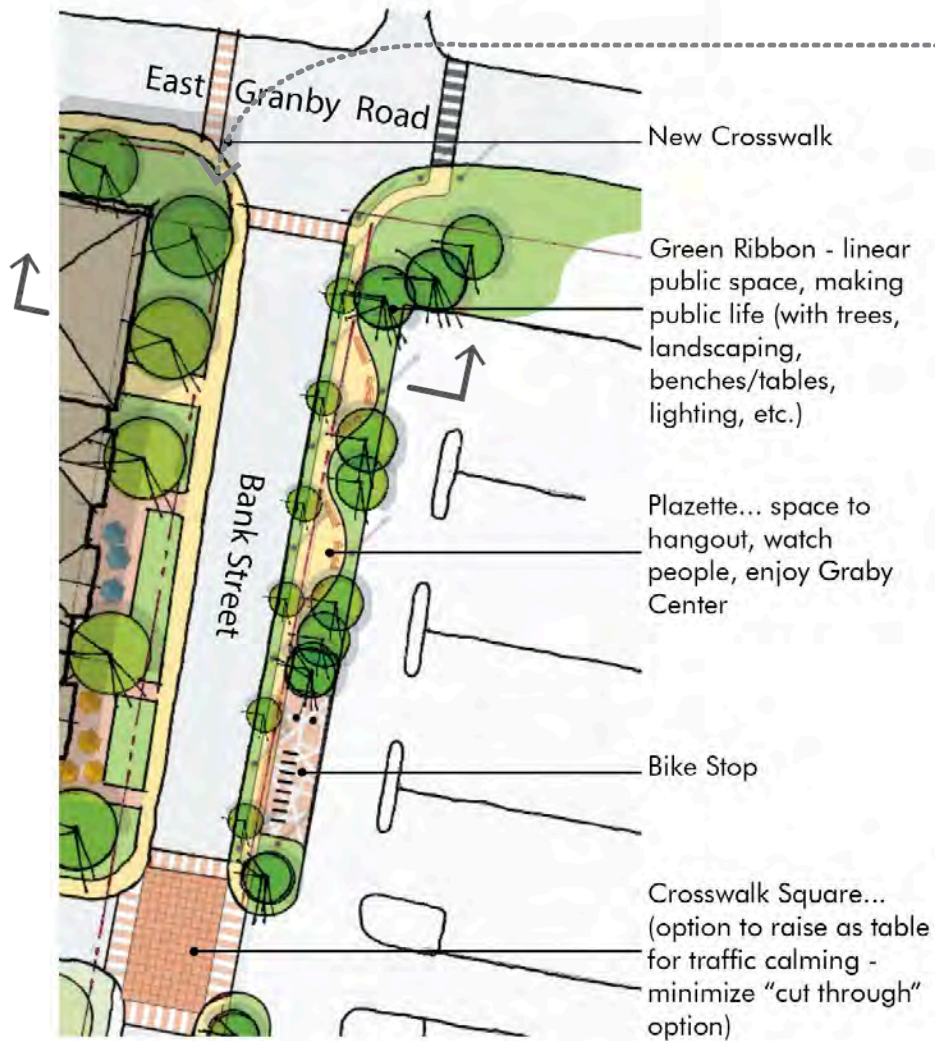 East Granby Road
New Crosswalk
Green Ribbon - linear
public space, making
public life (with trees,
landscaping,
benches/tables,
lighting, etc.)
Plazette... space to
hangout, watch
people, enjoy Graby
Center
Bank Street
Bike Stop
Crosswalk Square...
(option to raise as table
for traffic calming -
minimize “cut through”
option)